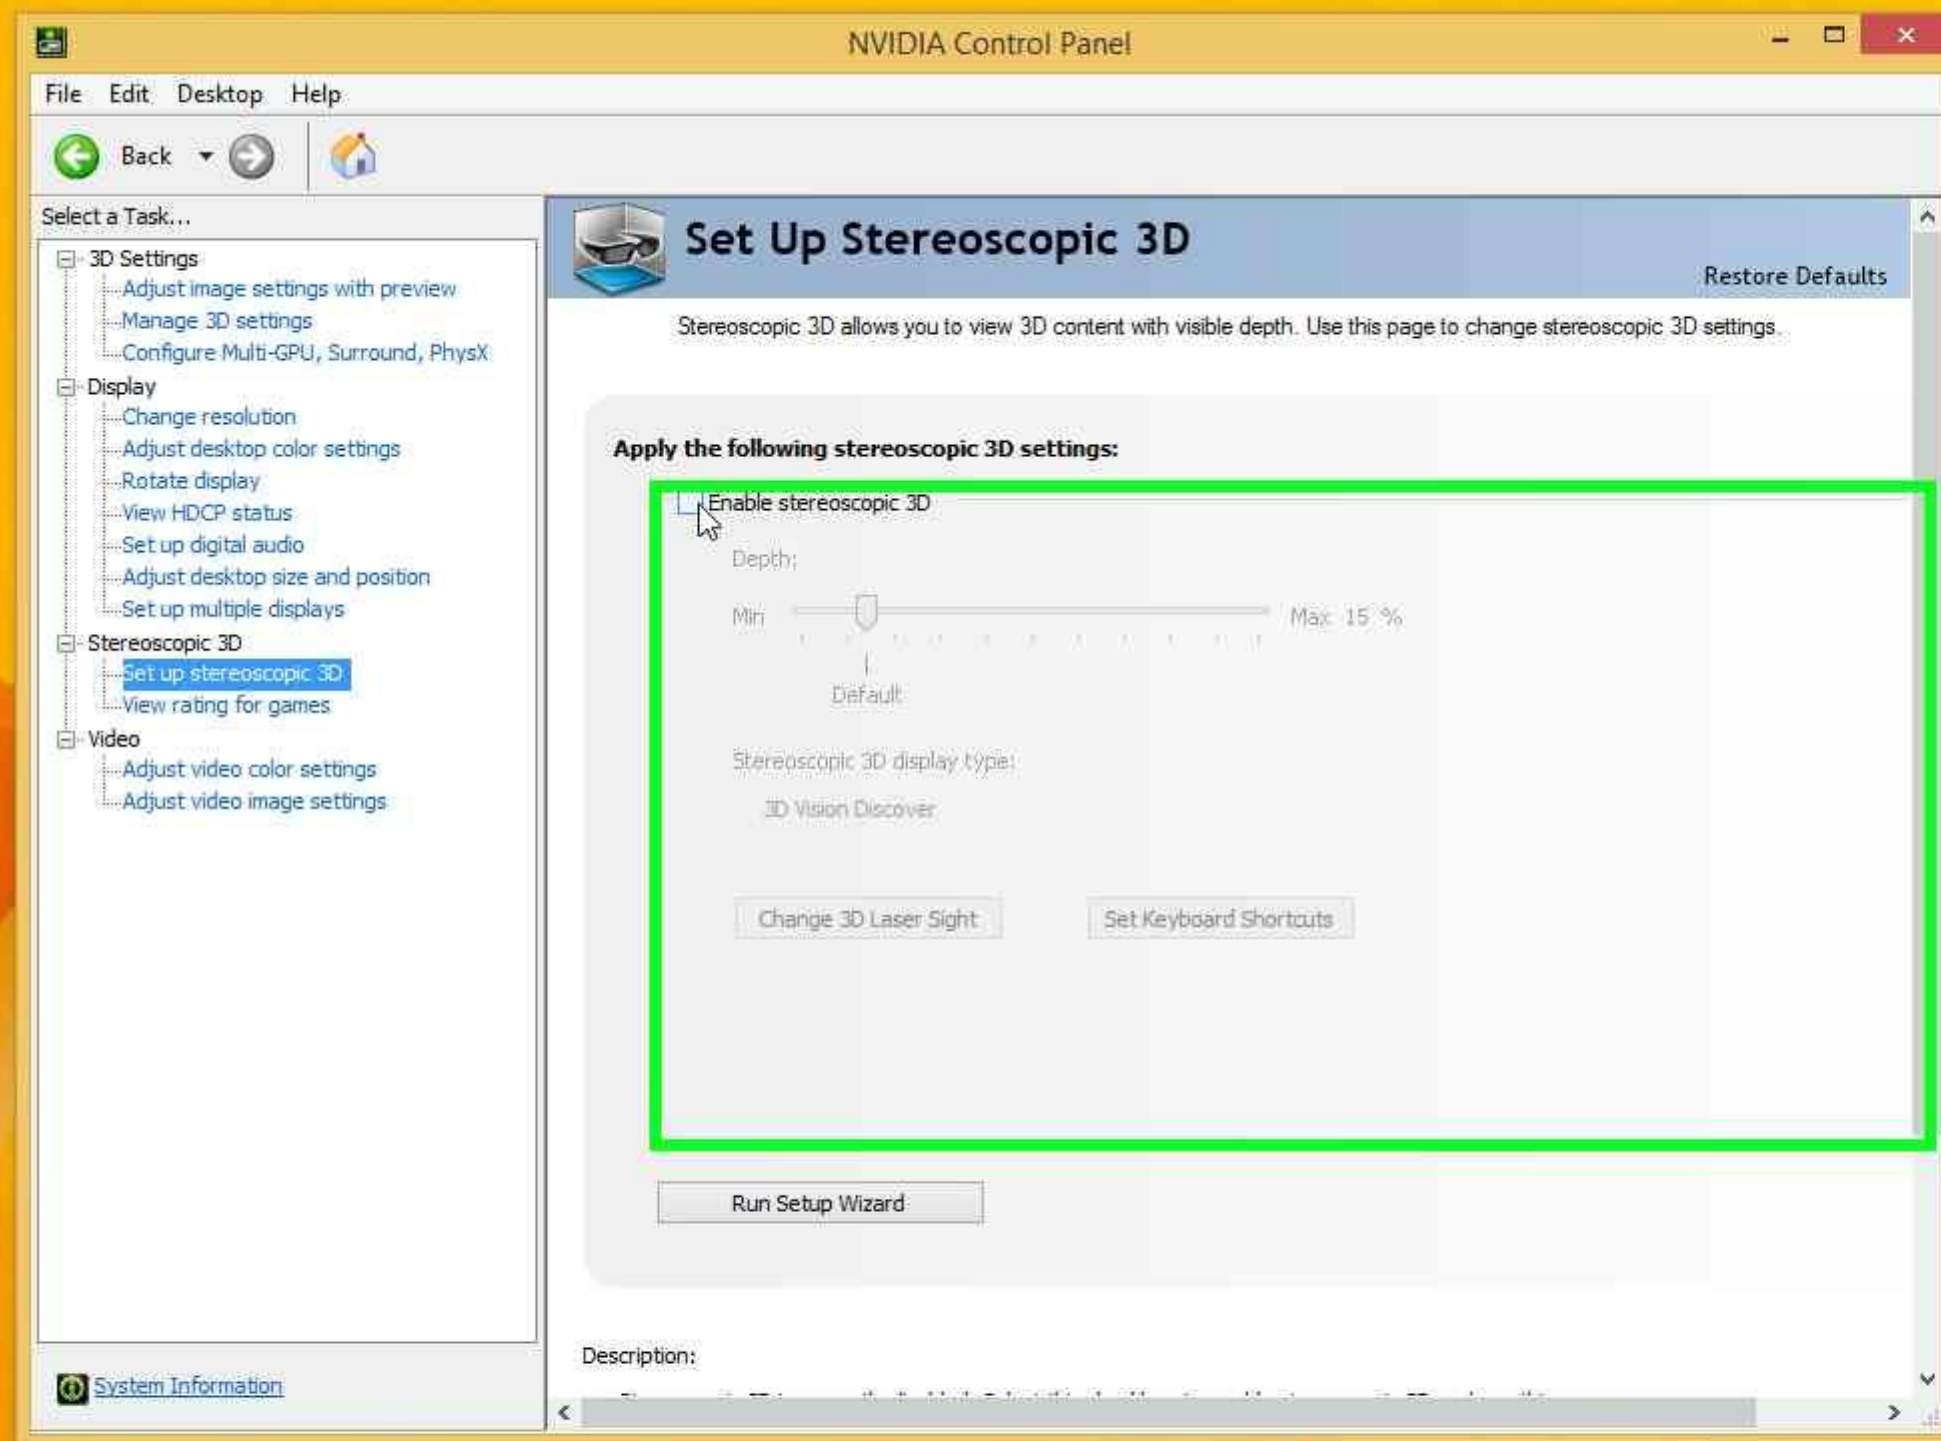 NVIDIA Control Panel
File Edit Desktop Help
Back
Select a Task...
3D Settings
Adjust image settings with preview
Manage 3D settings
Configure Multi-GPU, Surround, PhysX
Display
Change resolution
Adjust desktop color settings
Rotate display
View HDCP status
Set up digital audio
Adjust desktop size and position
Set up multiple displays
Stereoscopic 3D
Set up stereoscopic 3D
View rating for games
Video
Adjust video color settings
Adjust video image settings
System Information
Set Up Stereoscopic 3D
Restore Defaults
Stereoscopic 3D allows you to view 3D content with visible depth. Use this page to change stereoscopic 3D settings.
Apply the following stereoscopic 3D settings:
Enable stereoscopic 3D
Depth:
Min Max 15 %
Default
Stereoscopic 3D display type:
3D Vision Discover
Change 3D Laser Sight Set Keyboard Shortcuts
Run Setup Wizard
Description: